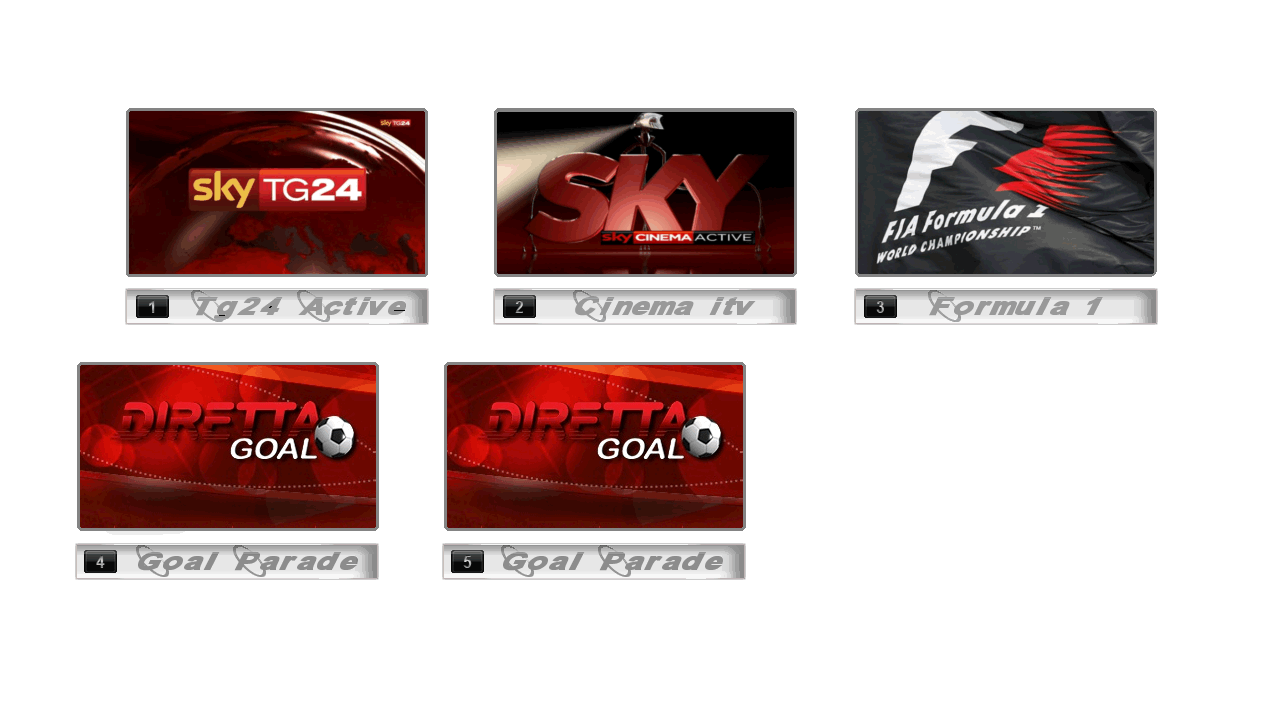 sky TG24
sky TG24
SKY
sky CINEMA ACTIVE
FIA Formula 1
WORLD CHAMPIONSHIP™
1 Tg24 Active
2 Cinema itv
3 Formula 1
DIRETTA
GOAL
DIRETTA
GOAL
4 Goal Parade
5 Goal Parade